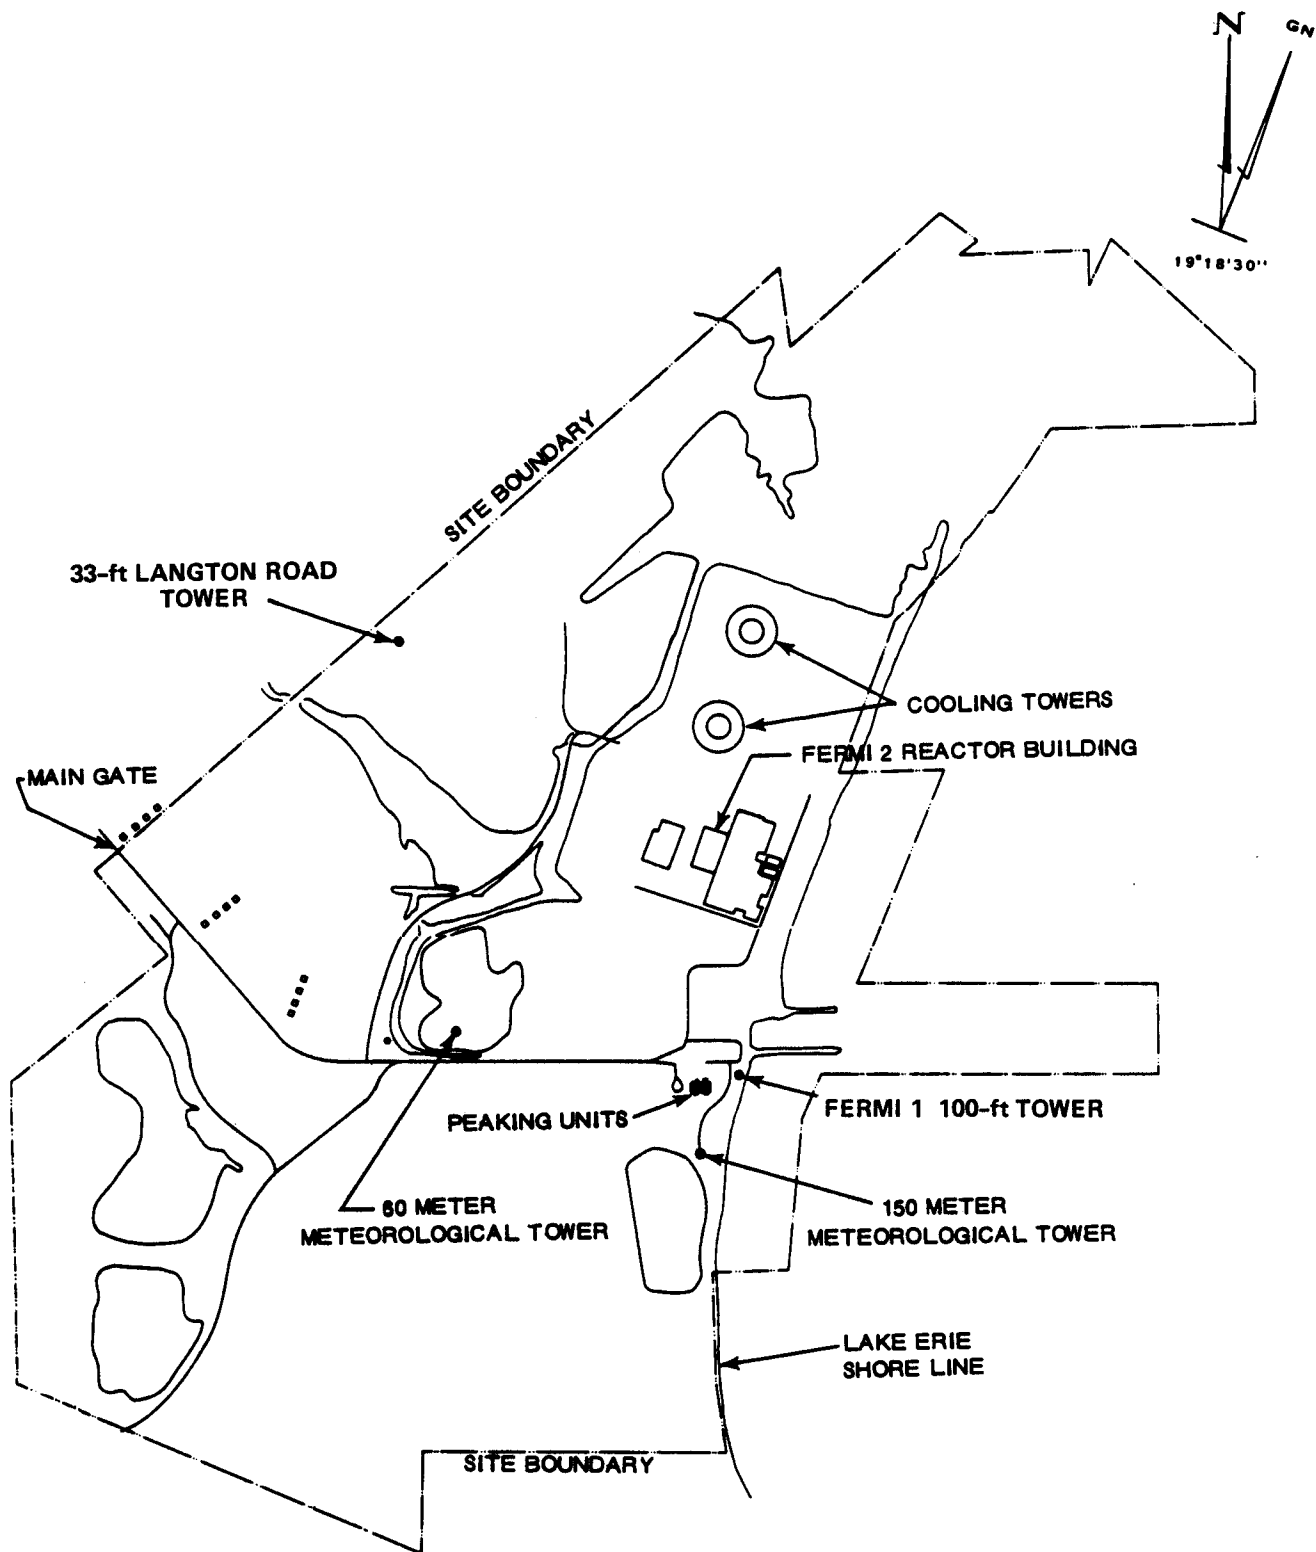 N
GN
19°18'30''
SITE BOUNDARY
33-ft LANGTON ROAD
TOWER
COOLING TOWERS
FERMI 2 REACTOR BUILDING
MAIN GATE
PEAKING UNITS
FERMI 1 100-ft TOWER
60 METER
METEOROLOGICAL TOWER
150 METER
METEOROLOGICAL TOWER
LAKE ERIE
SHORE LINE
SITE BOUNDARY